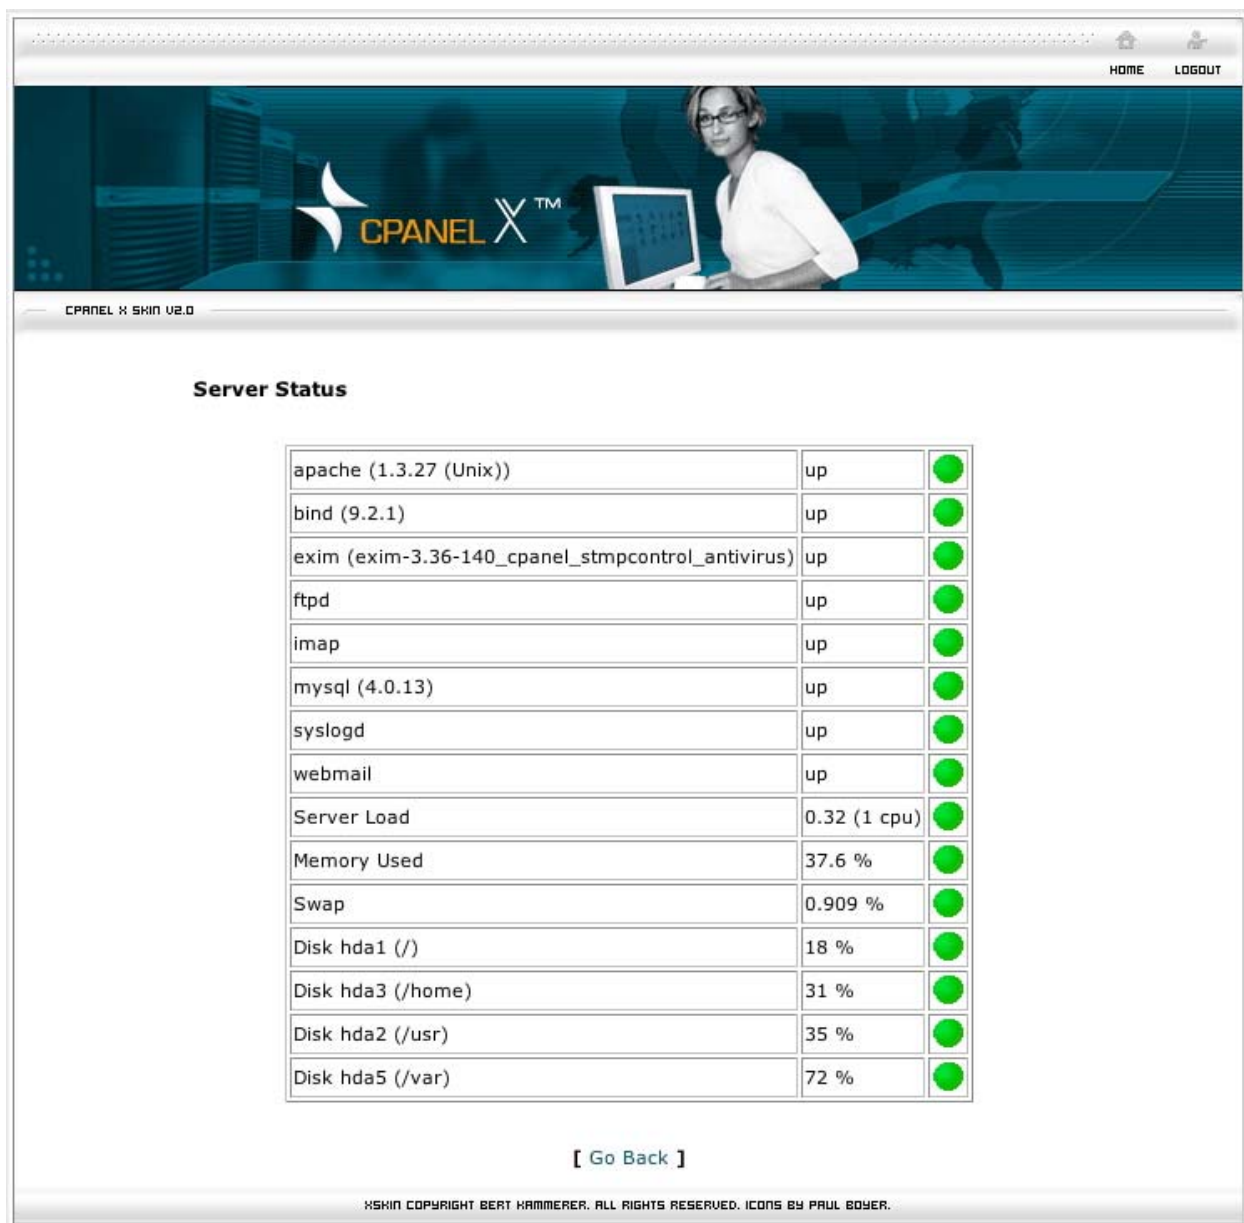 HOME LOGOUT
CPANEL X ™
CPANEL X SKIN V2.0
Server Status
apache (1.3.27 (Unix)) up
bind (9.2.1) up
exim (exim-3.36-140_cpanel_stmpcontrol_antivirus) up
ftpd up
imap up
mysql (4.0.13) up
syslogd up
webmail up
Server Load 0.32 (1 cpu)
Memory Used 37.6 %
Swap 0.909 %
Disk hda1 (/) 18 %
Disk hda3 (/home) 31 %
Disk hda2 (/usr) 35 %
Disk hda5 (/var) 72 %
[ Go Back ]
XSKIN COPYRIGHT BERT KAMMERER. ALL RIGHTS RESERVED. ICONS BY PAUL BOYER.